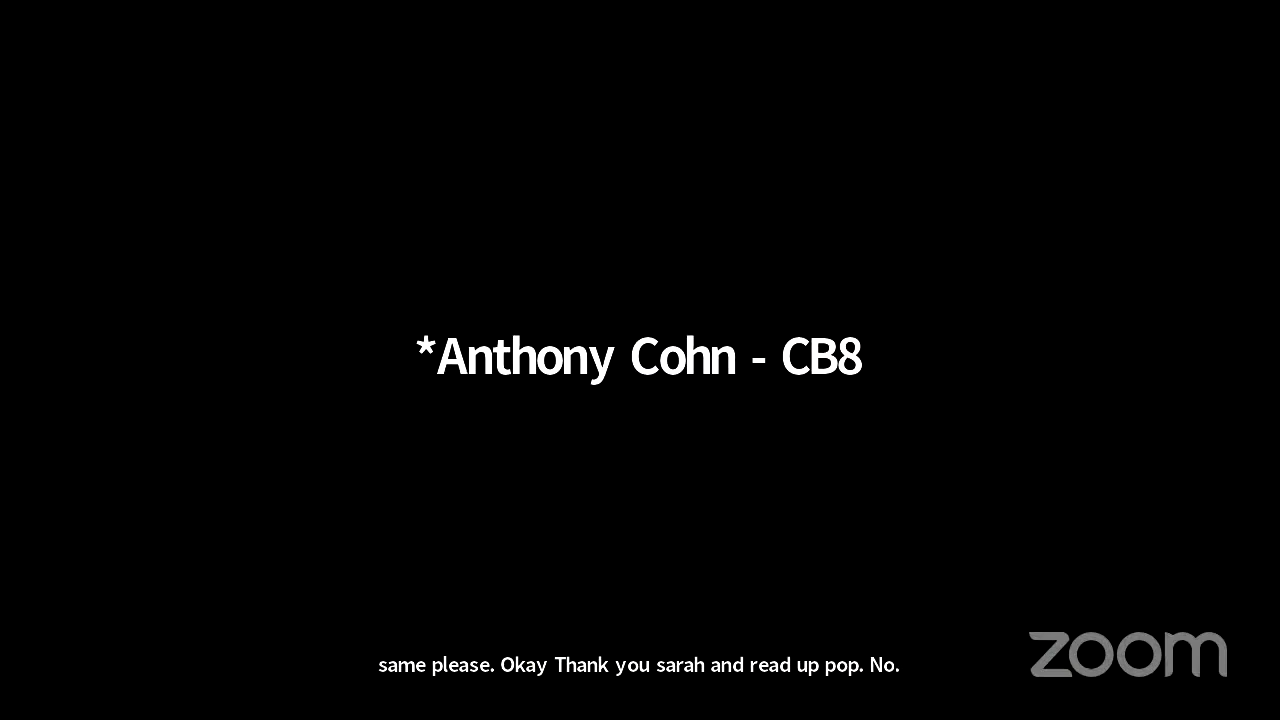 *Anthony Cohn - CB8
same please. Okay Thank you sarah and read up pop. No.
zoom